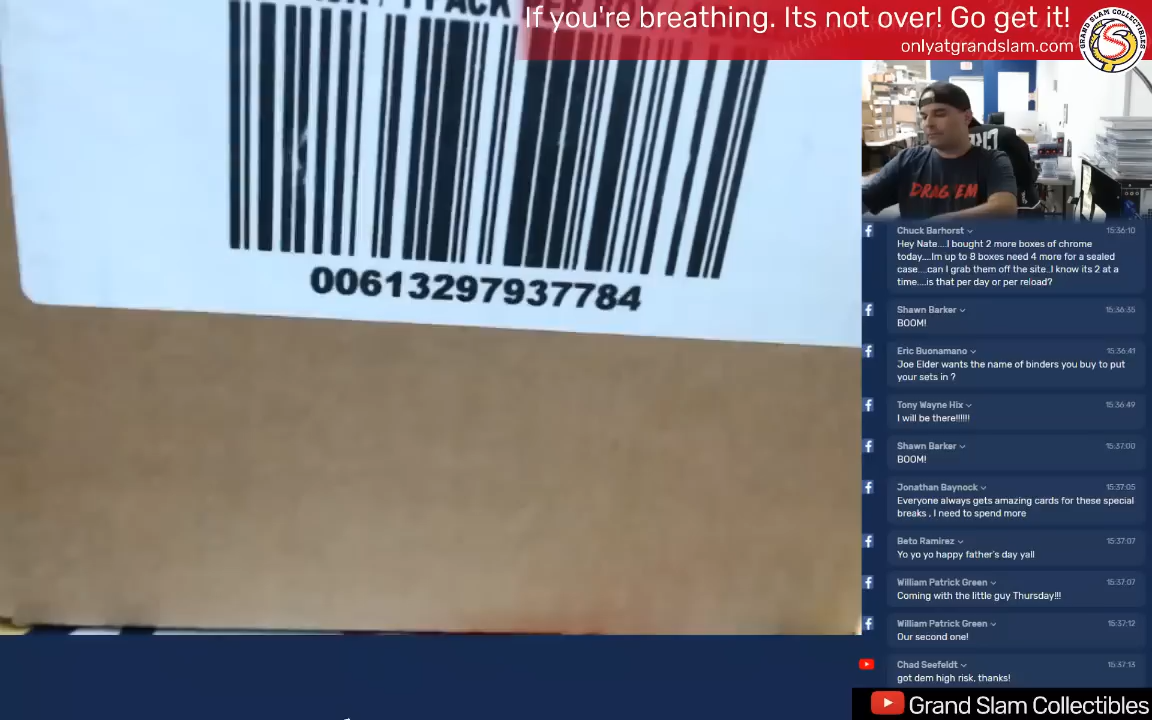 If you're breathing. Its not over! Go get it!
onlyatgrandslam.com
GRAND SLAM
COLLECTIBLES
1 PACK
00613297937784
DRAG EM
Chuck Barhorst
15:36:10
Hey Nate....I bought 2 more boxes of chrome
today....Im up to 8 boxes need 4 more for a sealed
case....can I grab them off the site..I know its 2 at a
time....is that per day or per reload?
Shawn Barker
15:36:35
BOOM!
Eric Buonamano
15:36:41
Joe Elder wants the name of binders you buy to put
your sets in ?
Tony Wayne Hix
15:36:49
I will be there!!!!!!
Shawn Barker
15:37:00
BOOM!
Jonathan Baynock
15:37:05
Everyone always gets amazing cards for these special
breaks , I need to spend more
Beto Ramirez
15:37:07
Yo yo yo happy father's day yall
William Patrick Green
15:37:07
Coming with the little guy Thursday!!!
William Patrick Green
15:37:12
Our second one!
Chad Seefeldt
15:37:13
got dem high risk, thanks!
Grand Slam Collectibles